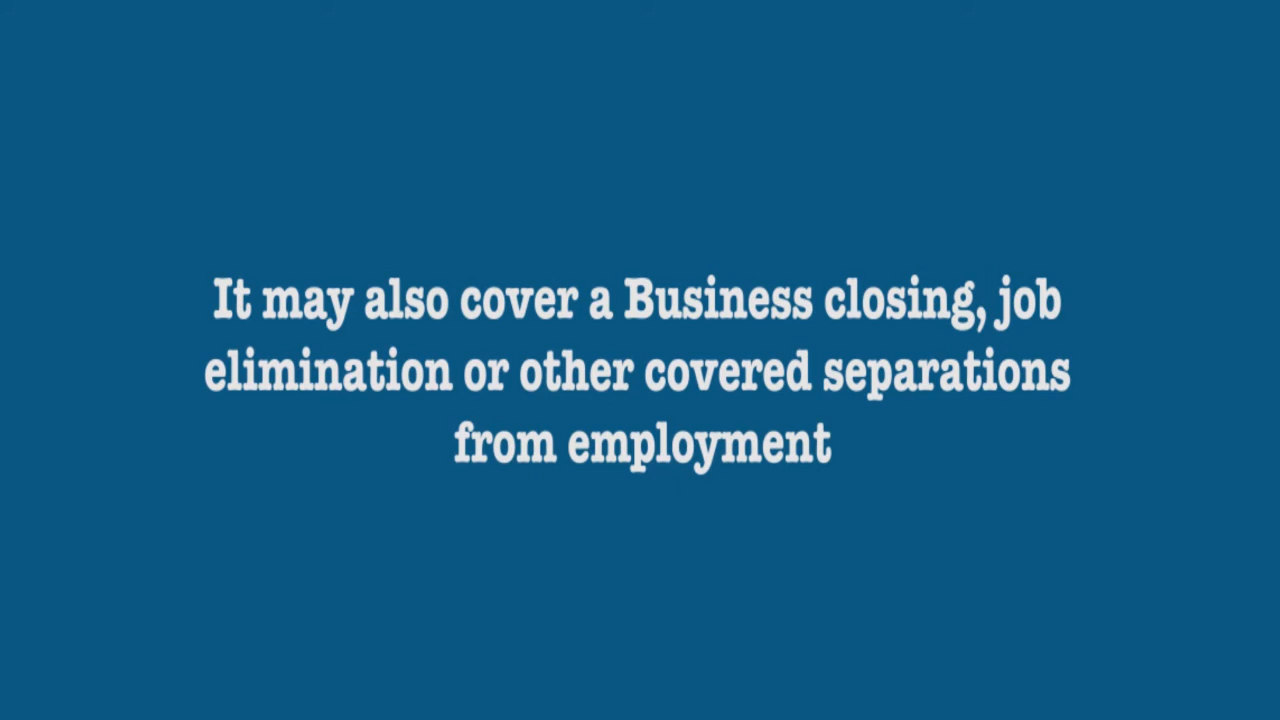 It may also cover a Business closing, job
elimination or other covered separations
from employment